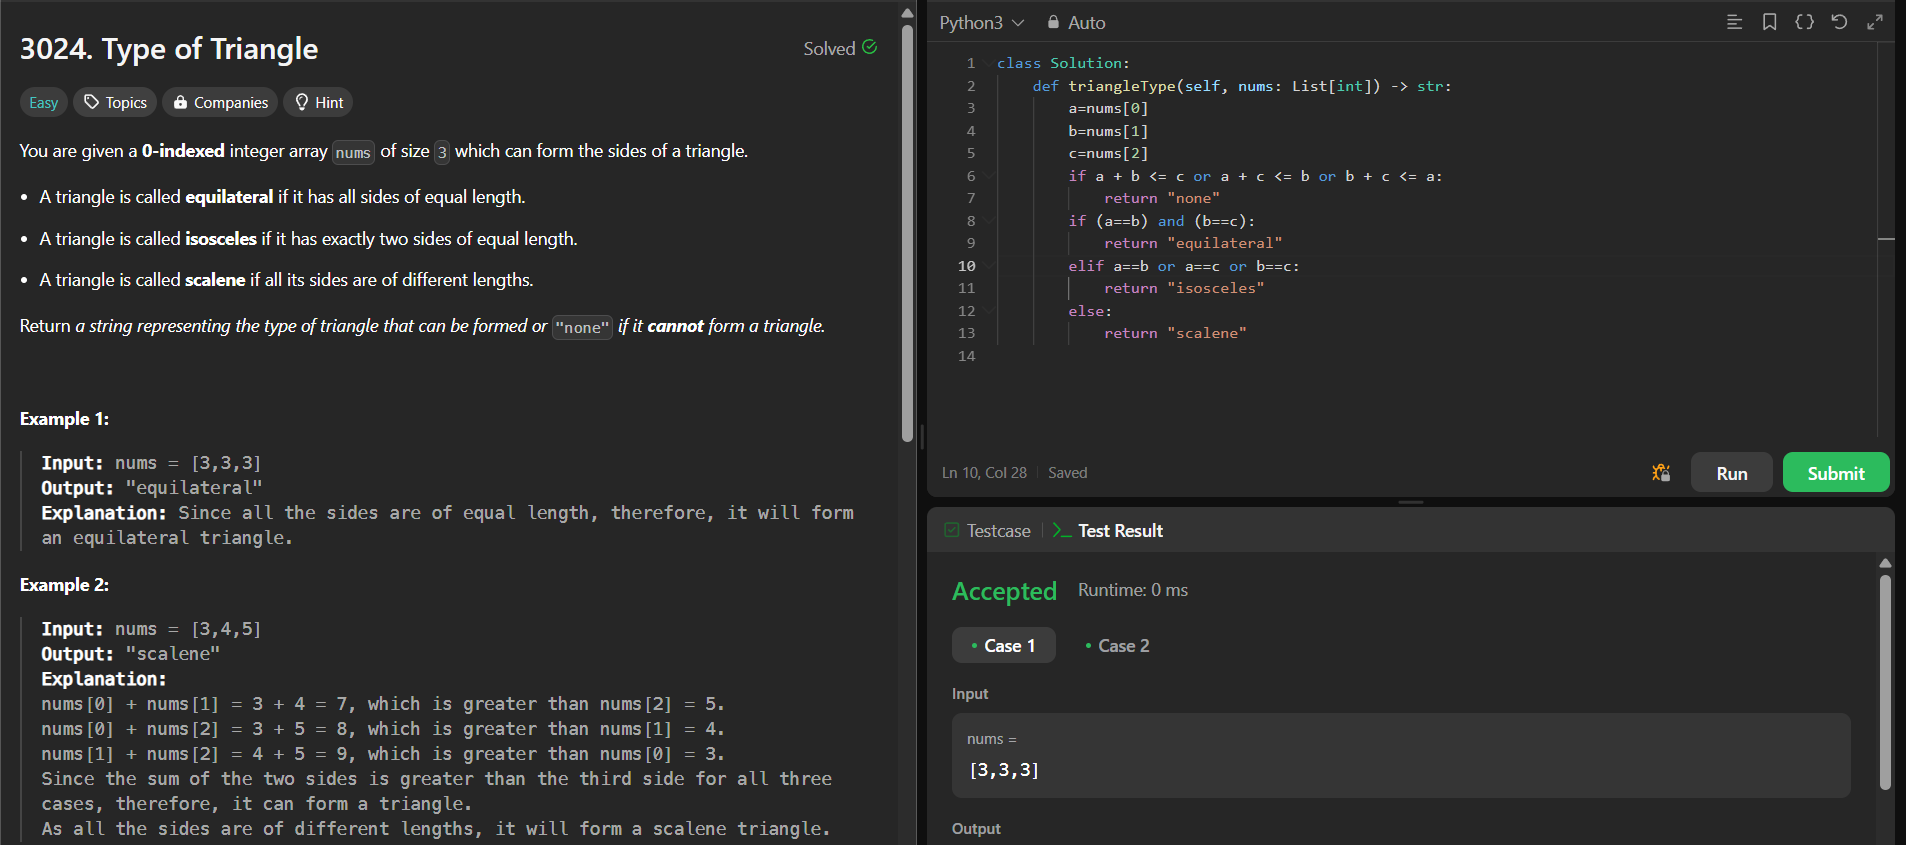 3024. Type of Triangle
Solved
Easy
Topics
Companies
Hint
You are given a 0-indexed integer array nums of size 3 which can form the sides of a triangle.
• A triangle is called equilateral if it has all sides of equal length.
• A triangle is called isosceles if it has exactly two sides of equal length.
• A triangle is called scalene if all its sides are of different lengths.
Return a string representing the type of triangle that can be formed or "none" if it cannot form a triangle.
Example 1:
Input: nums = [3,3,3]
Output: "equilateral"
Explanation: Since all the sides are of equal length, therefore, it will form
an equilateral triangle.
Example 2:
Input: nums = [3,4,5]
Output: "scalene"
Explanation:
nums[0] + nums[1] = 3 + 4 = 7, which is greater than nums[2] = 5.
nums[0] + nums[2] = 3 + 5 = 8, which is greater than nums[1] = 4.
nums[1] + nums[2] = 4 + 5 = 9, which is greater than nums[0] = 3.
Since the sum of the two sides is greater than the third side for all three
cases, therefore, it can form a triangle.
As all the sides are of different lengths, it will form a scalene triangle.
Python3
Auto
1 class Solution:
2     def triangleType(self, nums: List[int]) -> str:
3         a=nums[0]
4         b=nums[1]
5         c=nums[2]
6         if a + b <= c or a + c <= b or b + c <= a:
7             return "none"
8         if (a==b) and (b==c):
9             return "equilateral"
10         elif a==b or a==c or b==c:
11             return "isosceles"
12         else:
13             return "scalene"
14
Ln 10, Col 28
Saved
Run
Submit
Testcase
>_ Test Result
Accepted
Runtime: 0 ms
• Case 1
• Case 2
Input
nums =
[3,3,3]
Output